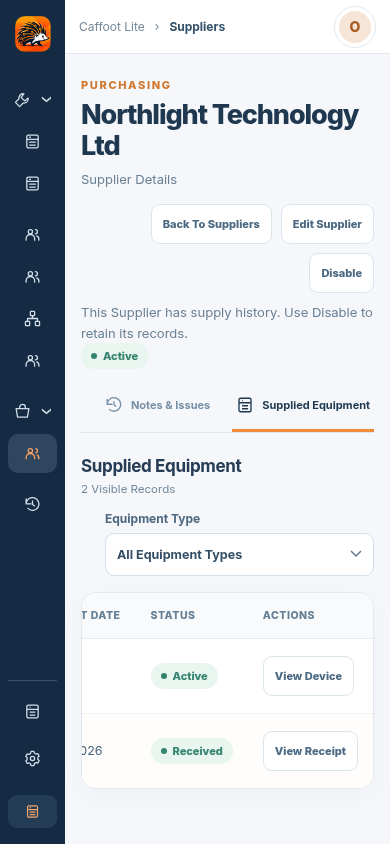 Caffoot Lite › Suppliers
O
PURCHASING
Northlight Technology
Ltd
Supplier Details
Back To Suppliers
Edit Supplier
Disable
This Supplier has supply history. Use Disable to
retain its records.
Active
Notes & Issues
Supplied Equipment
Supplied Equipment
2 Visible Records
Equipment Type
All Equipment Types
DATE STATUS ACTIONS
Active View Device
Received View Receipt